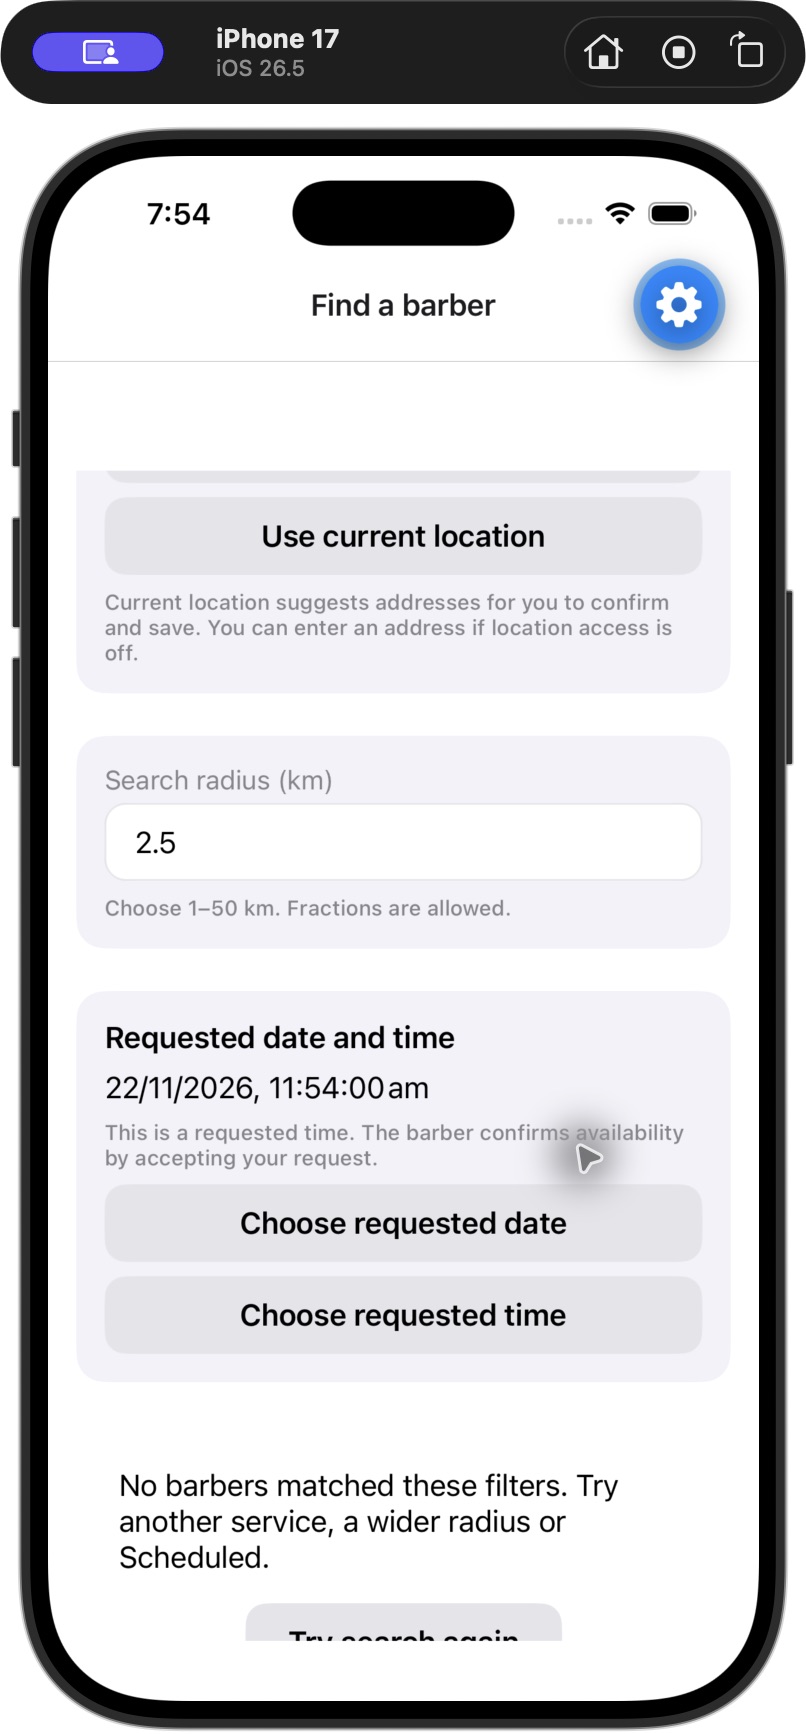 iPhone 17
iOS 26.5
7:54
Find a barber
Use current location
Current location suggests addresses for you to confirm
and save. You can enter an address if location access is
off.
Search radius (km)
2.5
Choose 1–50 km. Fractions are allowed.
Requested date and time
22/11/2026, 11:54:00 am
This is a requested time. The barber confirms availability
by accepting your request.
Choose requested date
Choose requested time
No barbers matched these filters. Try
another service, a wider radius or
Scheduled.
Try search again